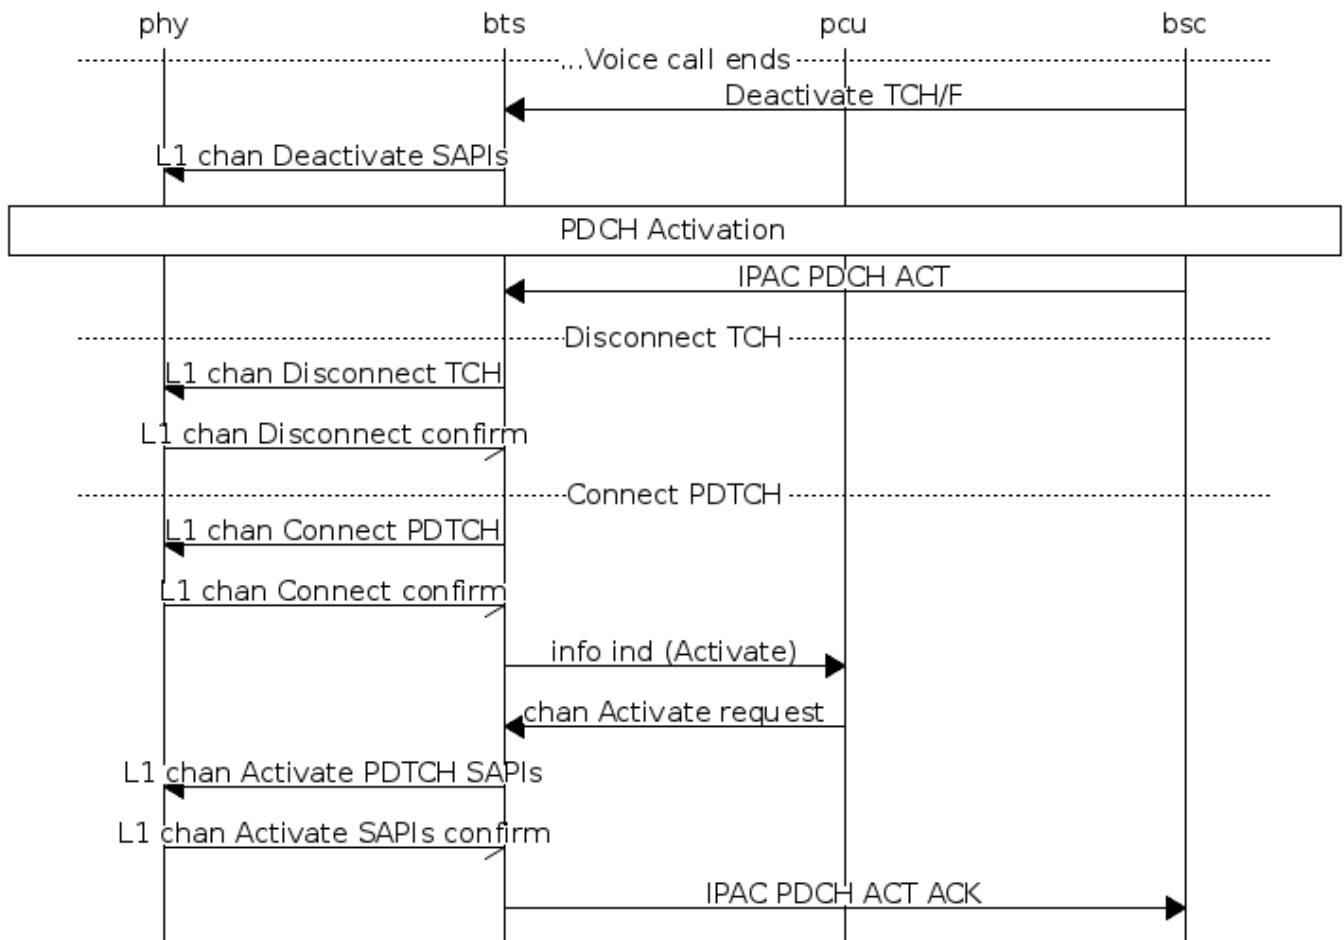 phy bts pcu bsc
...Voice call ends
Deactivate TCH/F
L1 chan Deactivate SAPIs
PDCH Activation
IPAC PDCH ACT
Disconnect TCH
L1 chan Disconnect TCH
L1 chan Disconnect confirm
Connect PDTCH
L1 chan Connect PDTCH
L1 chan Connect confirm
info ind (Activate)
chan Activate request
L1 chan Activate PDTCH SAPIs
L1 chan Activate SAPIs confirm
IPAC PDCH ACT ACK